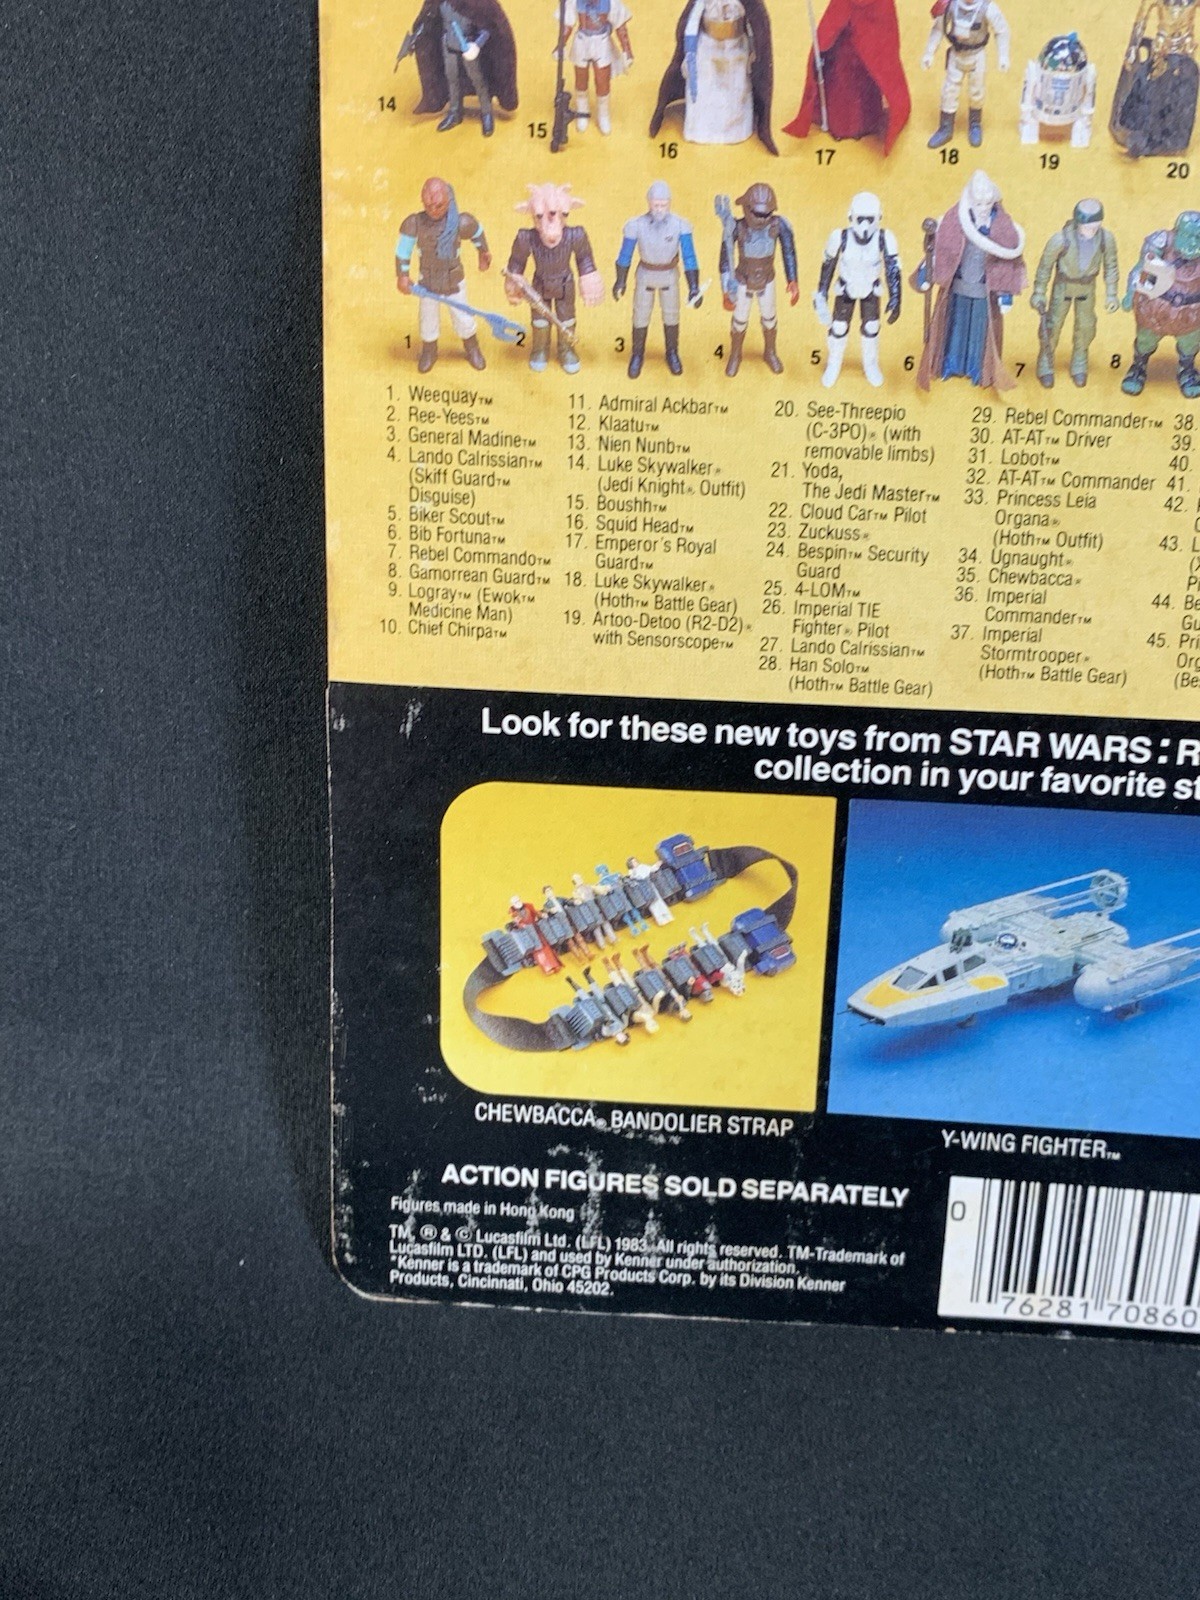 14
15
16
17
18
19
20
1
2
3
4
5
6
7
8
1. Weequay™
2. Ree-Yees™
3. General Madine™
4. Lando Calrissian™
(Skiff Guard™
Disguise)
5. Biker Scout™
6. Bib Fortuna™
7. Rebel Commando™
8. Gamorrean Guard™
9. Logray™ (Ewok™
Medicine Man)
10. Chief Chirpa™
11. Admiral Ackbar™
12. Klaatu™
13. Nien Nunb™
14. Luke Skywalker®
(Jedi Knight® Outfit)
15. Boushh™
16. Squid Head™
17. Emperor's Royal
Guard™
18. Luke Skywalker®
(Hoth™ Battle Gear)
19. Artoo-Detoo (R2-D2)®
with Sensorscope™
20. See-Threepio
(C-3PO)® (with
removable limbs)
21. Yoda,
The Jedi Master™
22. Cloud Car™ Pilot
23. Zuckuss®
24. Bespin™ Security
Guard
25. 4-LOM™
26. Imperial TIE
Fighter® Pilot
27. Lando Calrissian™
28. Han Solo™
(Hoth™ Battle Gear)
29. Rebel Commander™
30. AT-AT™ Driver
31. Lobot™
32. AT-AT™ Commander
33. Princess Leia
Organa®
(Hoth™ Outfit)
34. Ugnaught®
35. Chewbacca®
36. Imperial
Commander™
37. Imperial
Stormtrooper®
(Hoth™ Battle Gear)
38.
39.
40.
41.
42.
43. L
(X
Pi
44. Be
Gu
45. Pri
Org
(Be
Look for these new toys from STAR WARS: R
collection in your favorite st
CHEWBACCA® BANDOLIER STRAP
Y-WING FIGHTER™
ACTION FIGURES SOLD SEPARATELY
Figures made in Hong Kong
TM, ® & © Lucasfilm Ltd. (LFL) 1983. All rights reserved. TM-Trademark of
Lucasfilm LTD. (LFL) and used by Kenner under authorization.
*Kenner is a trademark of CPG Products Corp. by its Division Kenner
Products, Cincinnati, Ohio 45202.
0
76281 70860